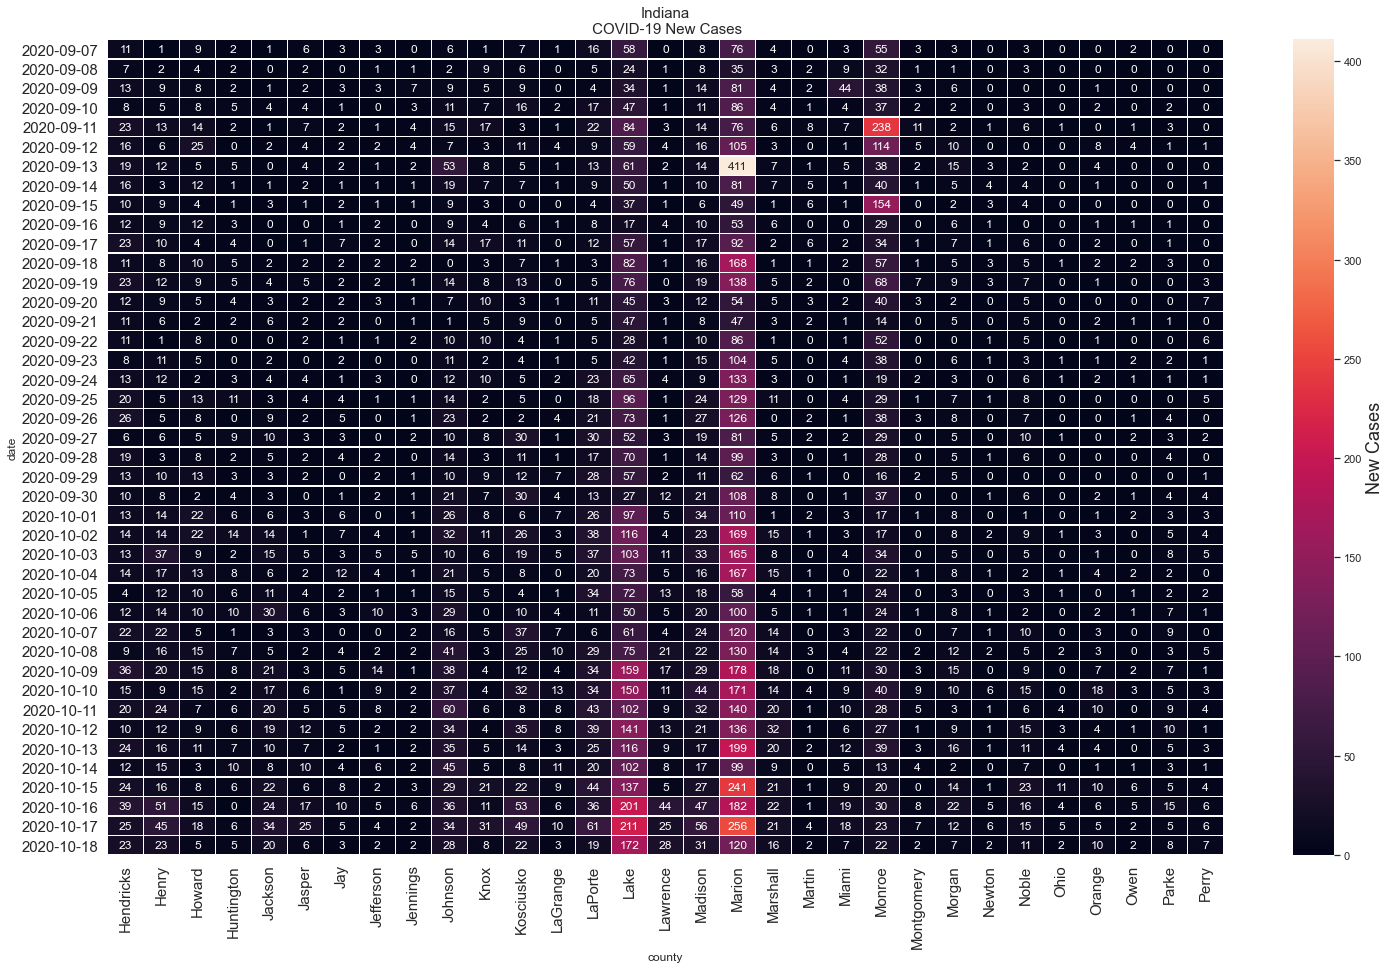 Indiana
COVID-19 New Cases
2020-09-07 11 1 9 2 1 6 3 3 0 6 1 7 1 16 58 0 8 76 4 0 3 55 3 3 0 3 0 0 2 0 0
2020-09-08 7 2 4 2 0 2 0 1 1 2 9 6 0 5 24 1 8 35 3 2 9 32 1 1 0 3 0 0 0 0 0
2020-09-09 13 9 8 2 1 2 3 3 7 9 5 9 0 4 34 1 14 81 4 2 44 38 3 6 0 0 0 1 0 0 0
2020-09-10 8 5 8 5 4 4 1 0 3 11 7 16 2 17 47 1 11 86 4 1 4 37 2 2 0 3 0 2 0 2 0
2020-09-11 23 13 14 2 1 7 2 1 4 15 17 3 1 22 84 3 14 76 6 8 7 238 11 2 1 6 1 0 1 3 0
2020-09-12 16 6 25 0 2 4 2 2 4 7 3 11 4 9 59 4 16 105 3 0 1 114 5 10 0 0 0 8 4 1 1
2020-09-13 19 12 5 5 0 4 2 1 2 53 8 5 1 13 61 2 14 411 7 1 5 38 2 15 3 2 0 4 0 0 0
2020-09-14 16 3 12 1 1 2 1 1 1 19 7 7 1 9 50 1 10 81 7 5 1 40 1 5 4 4 0 1 0 0 1
2020-09-15 10 9 4 1 3 1 2 1 1 9 3 0 0 4 37 1 6 49 1 6 1 154 0 2 3 4 0 0 0 0 0
2020-09-16 12 9 12 3 0 0 1 2 0 9 4 6 1 8 17 4 10 53 6 0 0 29 0 6 1 0 0 1 1 1 0
2020-09-17 23 10 4 4 0 1 7 2 0 14 17 11 0 12 57 1 17 92 2 6 2 34 1 7 1 6 0 2 0 1 0
2020-09-18 11 8 10 5 2 2 2 2 2 0 3 7 1 3 82 1 16 168 1 1 2 57 1 5 3 5 1 2 2 3 0
2020-09-19 23 12 9 5 4 5 2 2 1 14 8 13 0 5 76 0 19 138 5 2 0 68 7 9 3 7 0 1 0 0 3
2020-09-20 12 9 5 4 3 2 2 3 1 7 10 3 1 11 45 3 12 54 5 3 2 40 3 2 0 5 0 0 0 0 7
2020-09-21 11 6 2 2 6 2 2 0 1 1 5 9 0 5 47 1 8 47 3 2 1 14 0 5 0 5 0 2 1 1 0
2020-09-22 11 1 8 0 0 2 1 1 2 10 10 4 1 5 28 1 10 86 1 0 1 52 0 0 1 5 0 1 0 0 6
2020-09-23 8 11 5 0 2 0 2 0 0 11 2 4 1 5 42 1 15 104 5 0 4 38 0 6 1 3 1 1 2 2 1
2020-09-24 13 12 2 3 4 4 1 3 0 12 10 5 2 23 65 4 9 133 3 0 1 19 2 3 0 6 1 2 1 1 1
2020-09-25 20 5 13 11 3 4 4 1 1 14 2 5 0 18 96 1 24 129 11 0 4 29 1 7 1 8 0 0 0 0 5
2020-09-26 26 5 8 0 9 2 5 0 1 23 2 2 4 21 73 1 27 126 0 2 1 38 3 8 0 7 0 0 1 4 0
2020-09-27 6 6 5 9 10 3 3 0 2 10 8 30 1 30 52 3 19 81 5 2 2 29 0 5 0 10 1 0 2 3 2
2020-09-28 19 3 8 2 5 2 4 2 0 14 3 11 1 17 70 1 14 99 3 0 1 28 0 5 1 6 0 0 0 4 0
2020-09-29 13 10 13 3 3 2 0 2 1 10 9 12 7 28 57 2 11 62 6 1 0 16 2 5 0 0 0 0 0 0 1
2020-09-30 10 8 2 4 3 0 1 2 1 21 7 30 4 13 27 12 21 108 8 0 1 37 0 0 1 6 0 2 1 4 4
2020-10-01 13 14 22 6 6 3 6 0 1 26 8 6 7 26 97 5 34 110 1 2 3 17 1 8 0 1 0 1 2 3 3
2020-10-02 14 14 22 14 14 1 7 4 1 32 11 26 3 38 116 4 23 169 15 1 3 17 0 8 2 9 1 3 0 5 4
2020-10-03 13 37 9 2 15 5 3 5 5 10 6 19 5 37 103 11 33 165 8 0 4 34 0 5 0 5 0 1 0 8 5
2020-10-04 14 17 13 8 6 2 12 4 1 21 5 8 0 20 73 5 16 167 15 1 0 22 1 8 1 2 1 4 2 2 0
2020-10-05 4 12 10 6 11 4 2 1 1 15 5 4 1 34 72 13 18 58 4 1 1 24 0 3 0 3 1 0 1 2 2
2020-10-06 12 14 10 10 30 6 3 10 3 29 0 10 4 11 50 5 20 100 5 1 1 24 1 8 1 2 0 2 1 7 1
2020-10-07 22 22 5 1 3 3 0 0 2 16 5 37 7 6 61 4 24 120 14 0 3 22 0 7 1 10 0 3 0 9 0
2020-10-08 9 16 15 7 5 2 4 2 2 41 3 25 10 29 75 21 22 130 14 3 4 22 2 12 2 5 2 3 0 3 5
2020-10-09 36 20 15 8 21 3 5 14 1 38 4 12 4 34 159 17 29 178 18 0 11 30 3 15 0 9 0 7 2 7 1
2020-10-10 15 9 15 2 17 6 1 9 2 37 4 32 13 34 150 11 44 171 14 4 9 40 9 10 6 15 0 18 3 5 3
2020-10-11 20 24 7 6 20 5 5 8 2 60 6 8 8 43 102 9 32 140 20 1 10 28 5 3 1 6 4 10 0 9 4
2020-10-12 10 12 9 6 19 12 5 2 2 34 4 35 8 39 141 13 21 136 32 1 6 27 1 9 1 15 3 4 1 10 1
2020-10-13 24 16 11 7 10 7 2 1 2 35 5 14 3 25 116 9 17 199 20 2 12 39 3 16 1 11 4 4 0 5 3
2020-10-14 12 15 3 10 8 10 4 6 2 45 5 8 11 20 102 8 17 99 9 0 5 13 4 2 0 7 0 1 1 3 1
2020-10-15 24 16 8 6 22 6 8 2 3 29 21 22 9 44 137 5 27 241 21 1 9 20 0 14 1 23 11 10 6 5 4
2020-10-16 39 51 15 0 24 17 10 5 6 36 11 53 6 36 201 44 47 182 22 1 19 30 8 22 5 16 4 6 5 15 6
2020-10-17 25 45 18 6 34 25 5 4 2 34 31 49 10 61 211 25 56 256 21 4 18 23 7 12 6 15 5 5 2 5 6
2020-10-18 23 23 5 5 20 6 3 2 2 28 8 22 3 19 172 28 31 120 16 2 7 22 2 7 2 11 2 10 2 8 7
Hendricks Henry Howard Huntington Jackson Jasper Jay Jefferson Jennings Johnson Knox Kosciusko LaGrange LaPorte Lake Lawrence Madison Marion Marshall Martin Miami Monroe Montgomery Morgan Newton Noble Ohio Orange Owen Parke Perry
county
date
400
350
300
250
200
150
100
50
0
New Cases